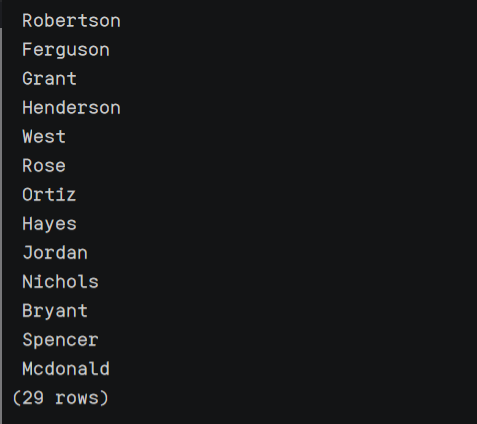 Robertson
Ferguson
Grant
Henderson
West
Rose
Ortiz
Hayes
Jordan
Nichols
Bryant
Spencer
Mcdonald
(29 rows)